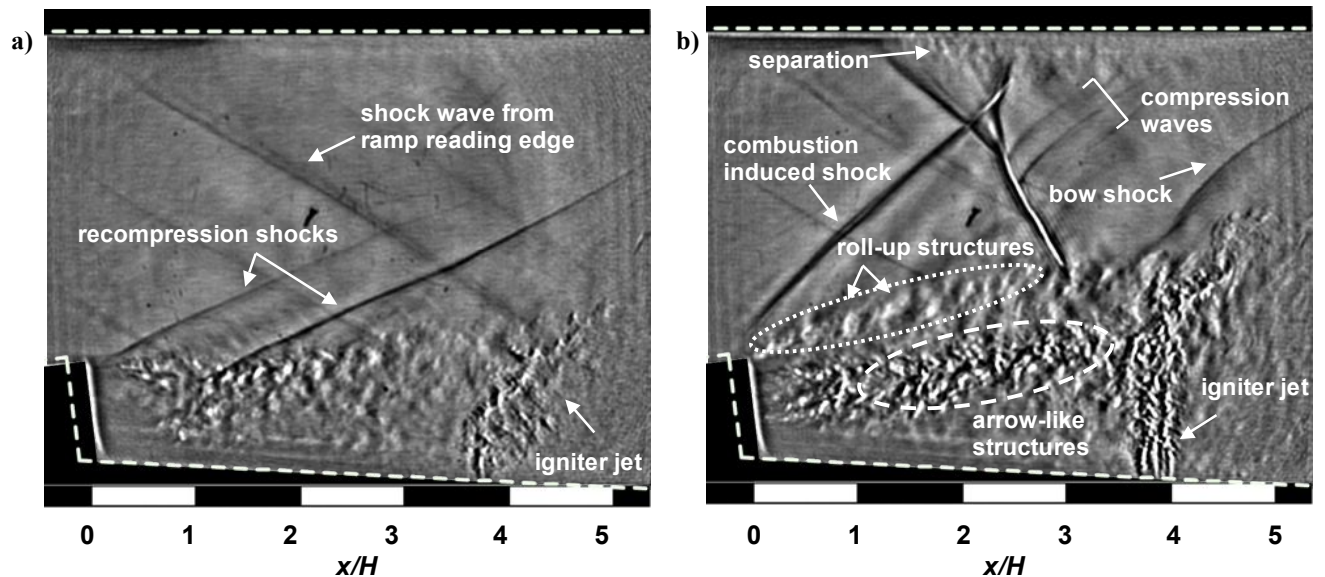 a)
shock wave from
ramp reading edge
recompression shocks
igniter jet
0 1 2 3 4 5
x/H
b)
separation
compression
waves
combustion
induced shock
bow shock
roll-up structures
igniter jet
arrow-like
structures
0 1 2 3 4 5
x/H